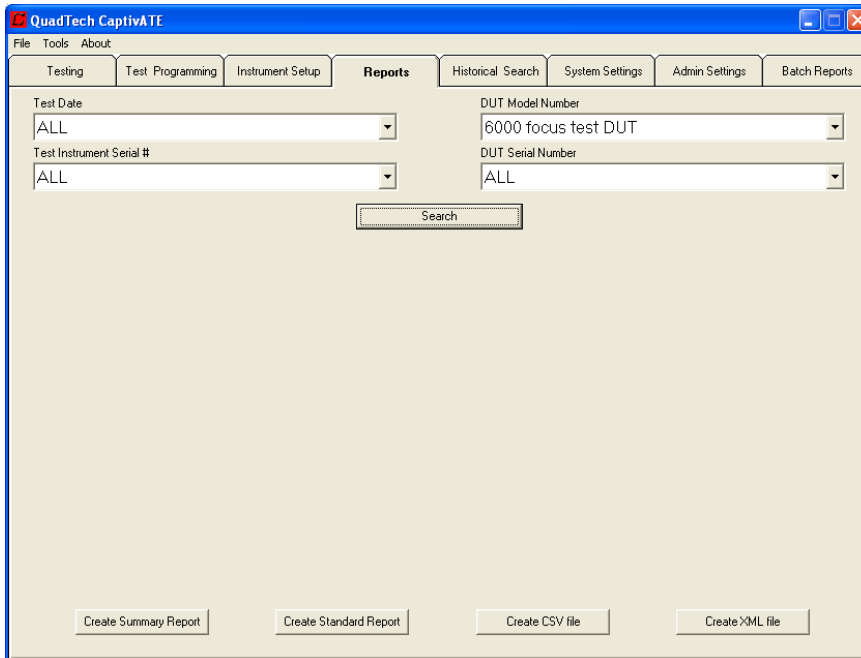 QuadTech CaptivATE
File Tools About
Testing Test Programming Instrument Setup Reports Historical Search System Settings Admin Settings Batch Reports
Test Date DUT Model Number
ALL 6000 focus test DUT
Test Instrument Serial # DUT Serial Number
ALL ALL
Search
Create Summary Report Create Standard Report Create CSV file Create XML file